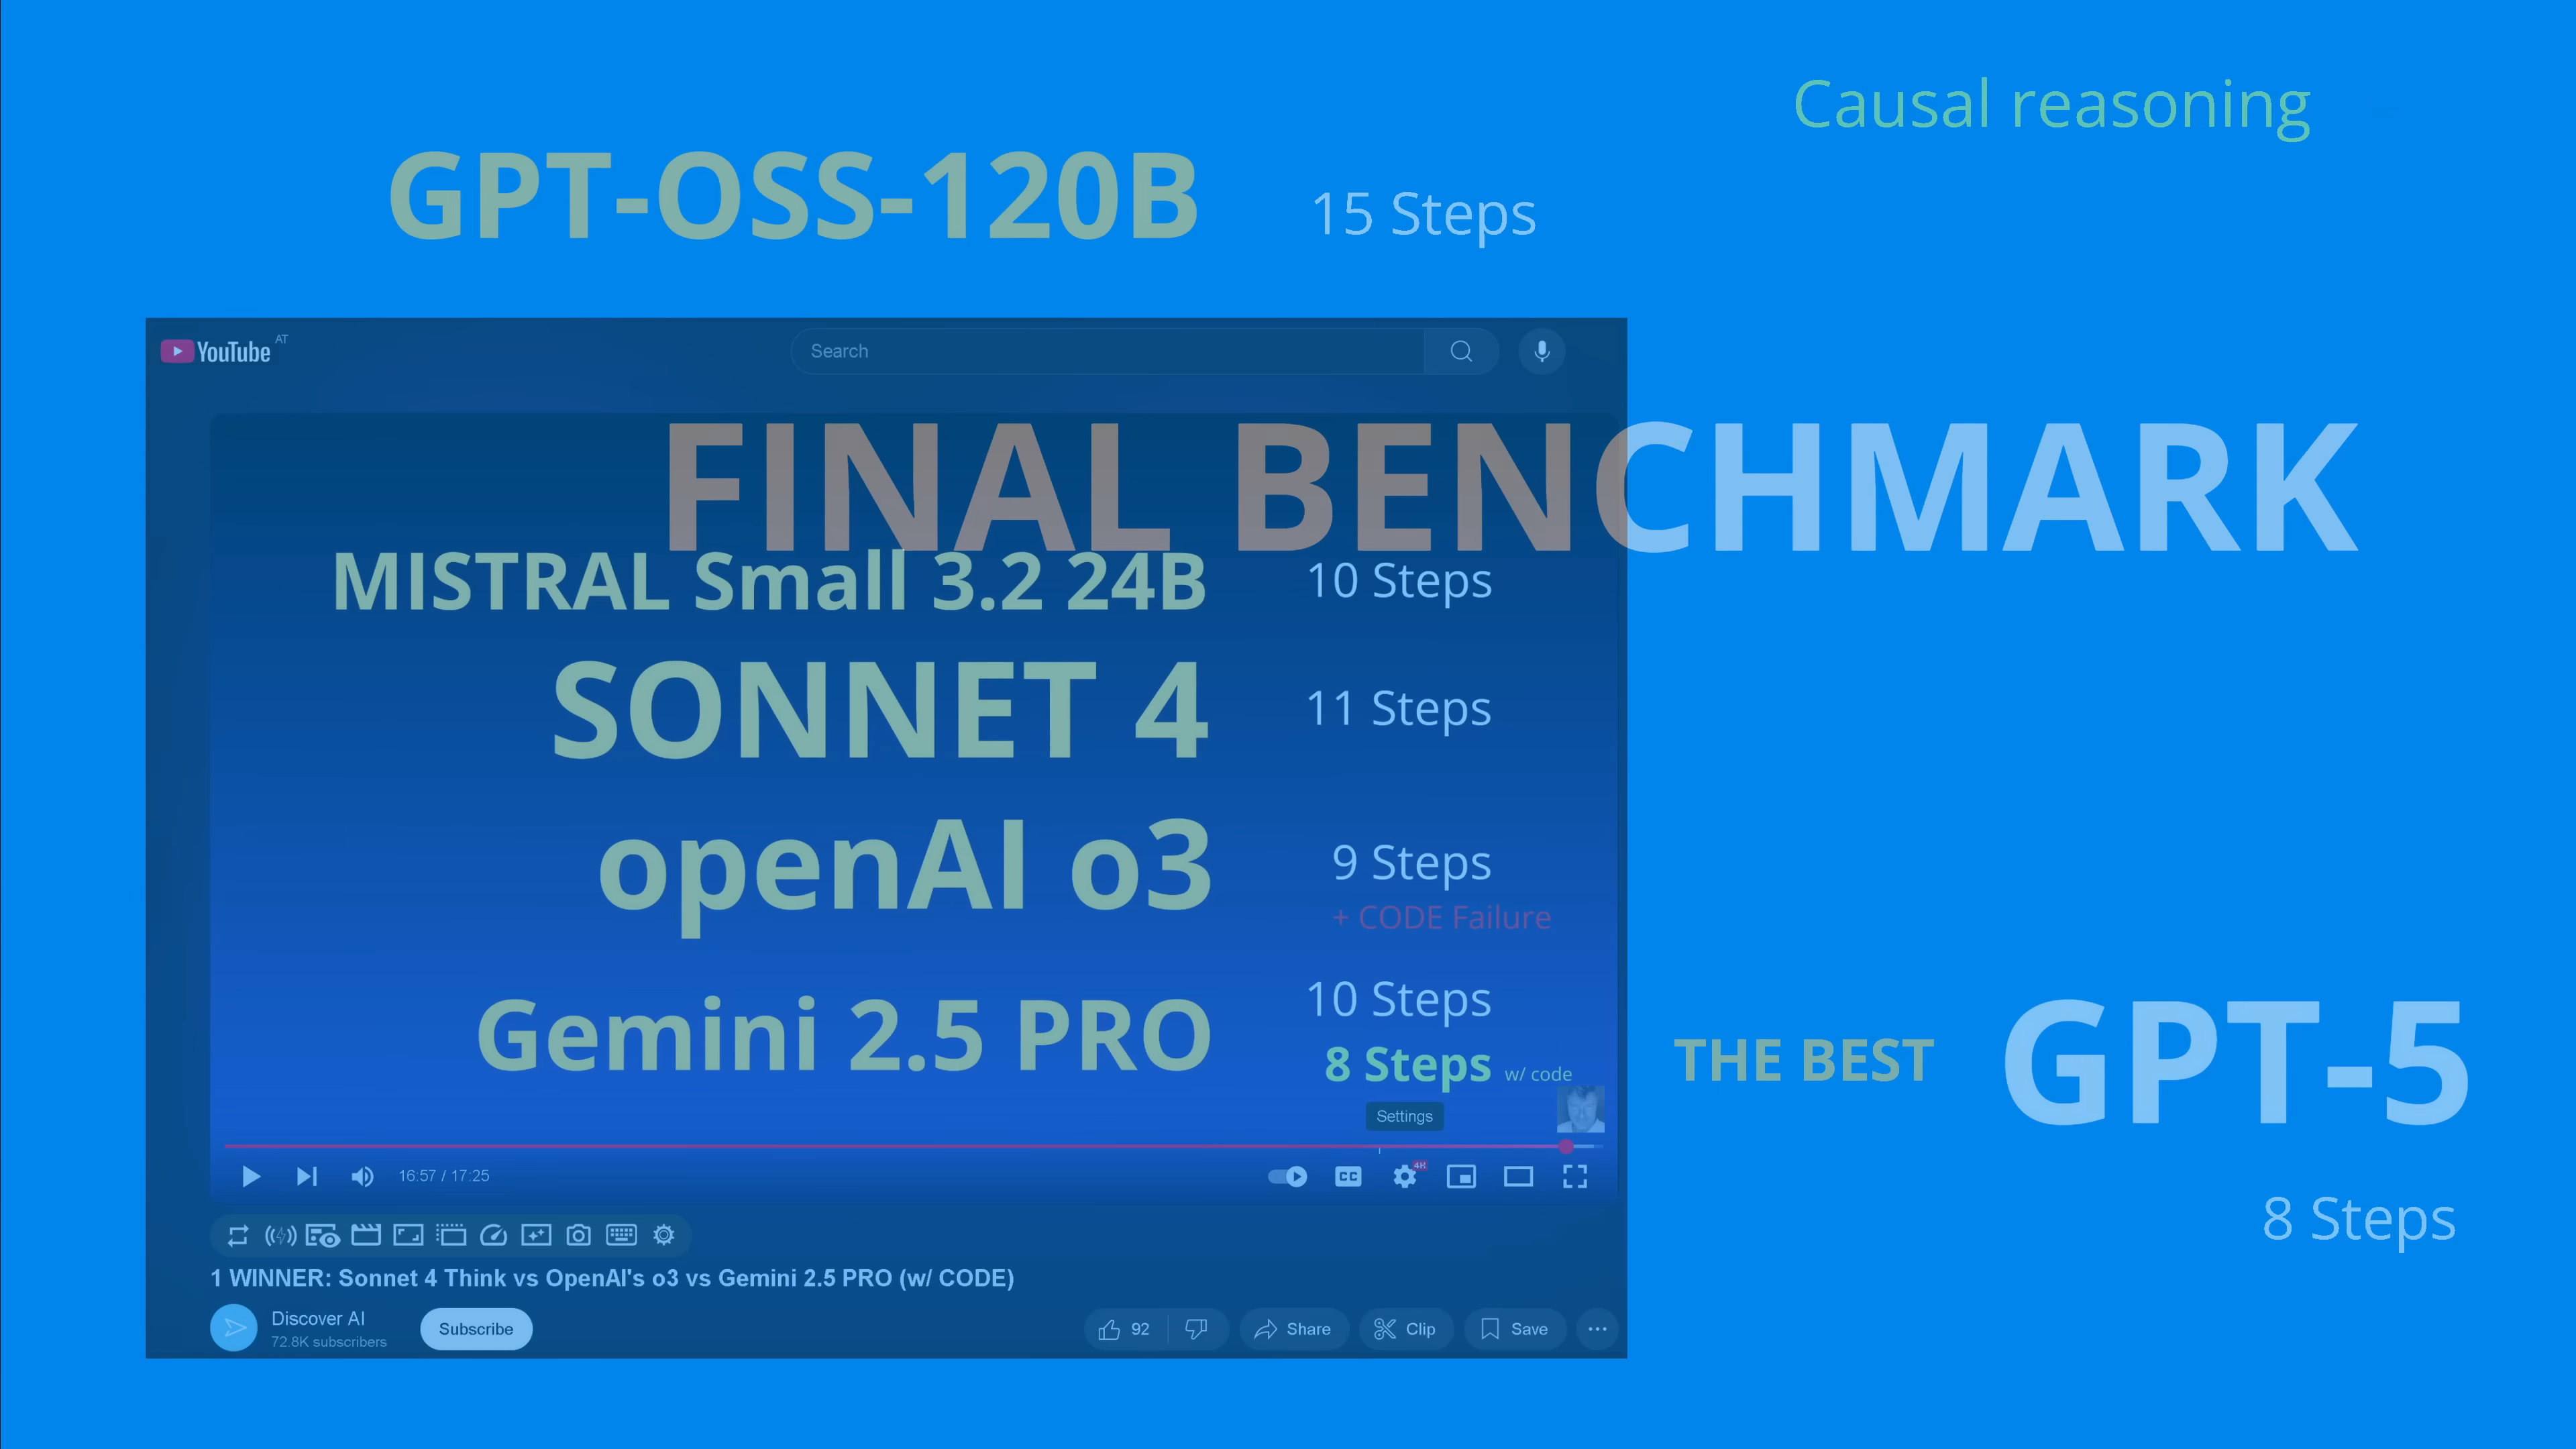 Causal reasoning
GPT-OSS-120B 15 Steps
YouTube AT
Search
FINAL BENCHMARK
MISTRAL Small 3.2 24B 10 Steps
SONNET 4 11 Steps
openAI o3 9 Steps
+ CODE Failure
Gemini 2.5 PRO 10 Steps
8 Steps w/ code
THE BEST GPT-5
8 Steps
Settings
16:57 / 17:25
CC
4K
1 WINNER: Sonnet 4 Think vs OpenAI's o3 vs Gemini 2.5 PRO (w/ CODE)
Discover AI
72.8K subscribers
Subscribe
92
Share
Clip
Save